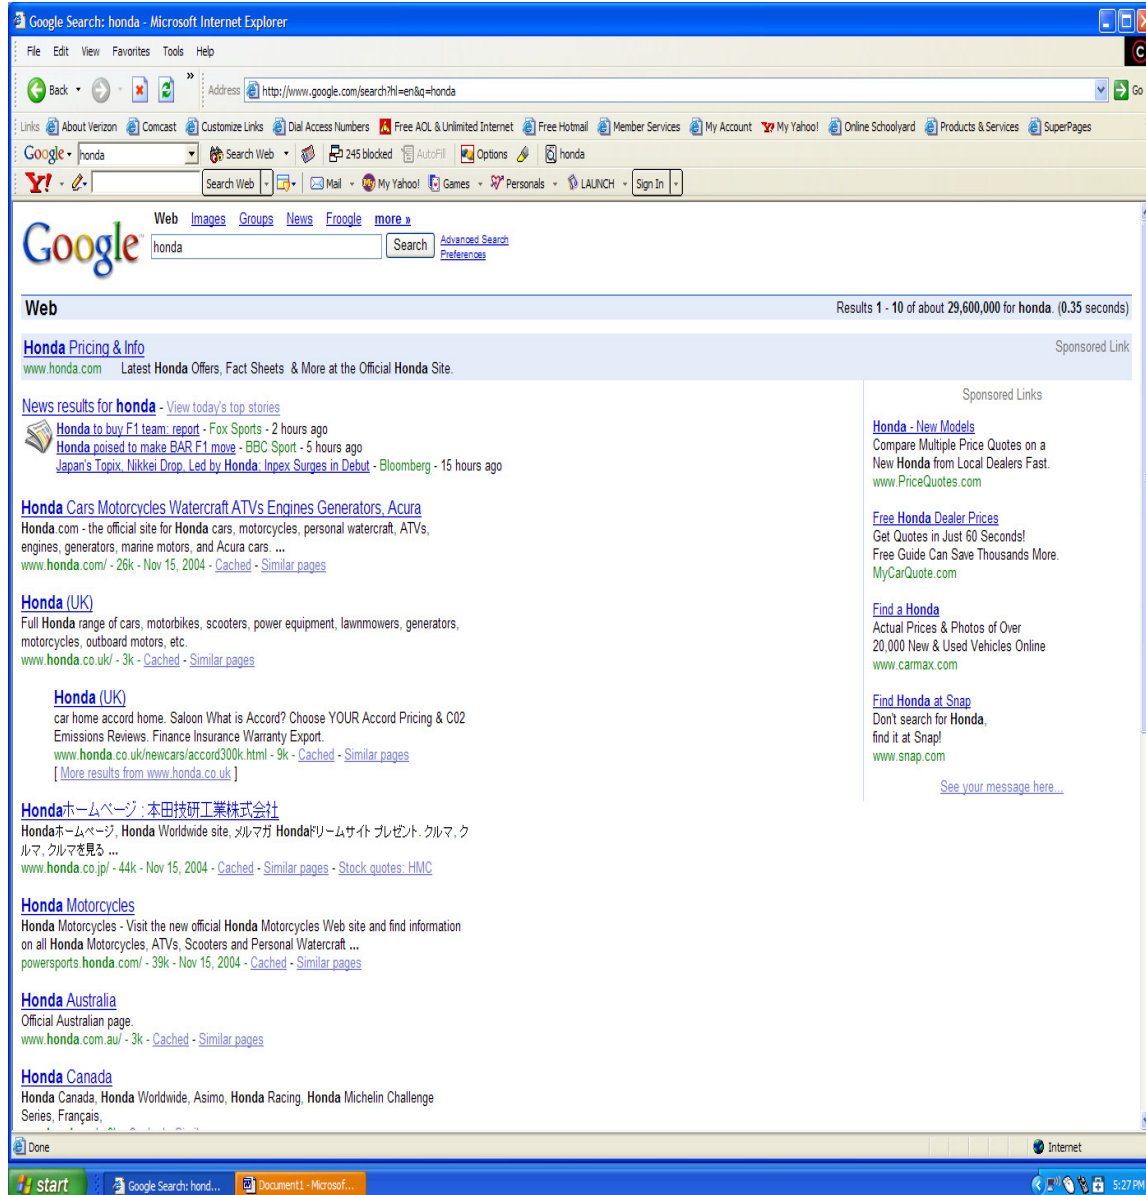 Google Search: honda - Microsoft Internet Explorer
File Edit View Favorites Tools Help
Back » Address http://www.google.com/search?hl=en&q=honda Go
Links About Verizon Comcast Customize Links Dial Access Numbers Free AOL & Unlimited Internet Free Hotmail Member Services My Account My Yahoo! Online Schoolyard Products & Services SuperPages
Google honda Search Web 245 blocked AutoFill Options honda
Y! Search Web Mail My Yahoo! Games Personals LAUNCH Sign In
Web Images Groups News Froogle more »
Google™ honda Search Advanced Search
Preferences
Web Results 1 - 10 of about 29,600,000 for honda. (0.35 seconds)
Honda Pricing & Info Sponsored Link
www.honda.com Latest Honda Offers, Fact Sheets & More at the Official Honda Site.
News results for honda - View today's top stories
Honda to buy F1 team: report - Fox Sports - 2 hours ago
Honda poised to make BAR F1 move - BBC Sport - 5 hours ago
Japan's Topix, Nikkei Drop, Led by Honda; Inpex Surges in Debut - Bloomberg - 15 hours ago
Honda Cars Motorcycles Watercraft ATVs Engines Generators, Acura
Honda.com - the official site for Honda cars, motorcycles, personal watercraft, ATVs,
engines, generators, marine motors, and Acura cars. ...
www.honda.com/ - 26k - Nov 15, 2004 - Cached - Similar pages
Honda (UK)
Full Honda range of cars, motorbikes, scooters, power equipment, lawnmowers, generators,
motorcycles, outboard motors, etc.
www.honda.co.uk/ - 3k - Cached - Similar pages
Honda (UK)
car home accord home. Saloon What is Accord? Choose YOUR Accord Pricing & C02
Emissions Reviews. Finance Insurance Warranty Export.
www.honda.co.uk/newcars/accord300k.html - 9k - Cached - Similar pages
[ More results from www.honda.co.uk ]
Hondaホームページ : 本田技研工業株式会社
Hondaホームページ, Honda Worldwide site, メルマガ Hondaドリームサイト プレゼント. クルマ, ク
ルマ, クルマを見る ...
www.honda.co.jp/ - 44k - Nov 15, 2004 - Cached - Similar pages - Stock quotes: HMC
Honda Motorcycles
Honda Motorcycles - Visit the new official Honda Motorcycles Web site and find information
on all Honda Motorcycles, ATVs, Scooters and Personal Watercraft ...
powersports.honda.com/ - 39k - Nov 15, 2004 - Cached - Similar pages
Honda Australia
Official Australian page.
www.honda.com.au/ - 3k - Cached - Similar pages
Honda Canada
Honda Canada, Honda Worldwide, Asimo, Honda Racing, Honda Michelin Challenge
Series, Français,
Sponsored Links
Honda - New Models
Compare Multiple Price Quotes on a
New Honda from Local Dealers Fast.
www.PriceQuotes.com
Free Honda Dealer Prices
Get Quotes in Just 60 Seconds!
Free Guide Can Save Thousands More.
MyCarQuote.com
Find a Honda
Actual Prices & Photos of Over
20,000 New & Used Vehicles Online
www.carmax.com
Find Honda at Snap
Don't search for Honda,
find it at Snap!
www.snap.com
See your message here...
Done Internet
start Google Search: hond... Document1 - Microsof... 5:27 PM